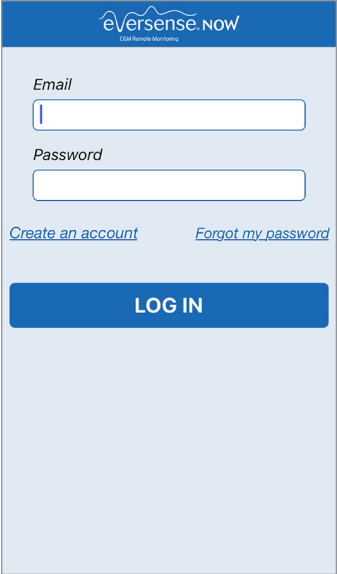 eversense. NOW
CGM Remote Monitoring
Email
Password
Create an account
Forgot my password
LOG IN